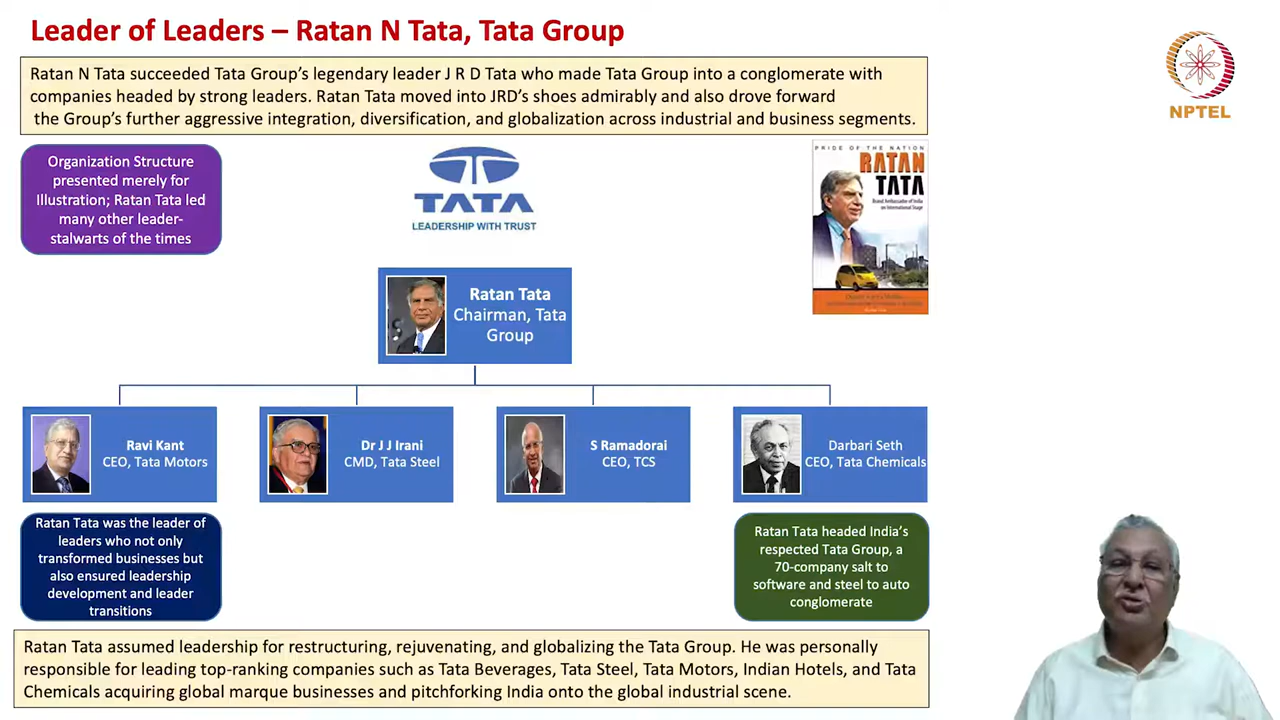 Leader of Leaders – Ratan N Tata, Tata Group
NPTEL
Ratan N Tata succeeded Tata Group's legendary leader J R D Tata who made Tata Group into a conglomerate with
companies headed by strong leaders. Ratan Tata moved into JRD's shoes admirably and also drove forward
the Group's further aggressive integration, diversification, and globalization across industrial and business segments.
Organization Structure
presented merely for
Illustration; Ratan Tata led
many other leader-
stalwarts of the times
TATA
LEADERSHIP WITH TRUST
PRIDE OF THE NATION
RATAN
TATA
Brand Ambassador of India
on International Stage
Ratan Tata
Chairman, Tata
Group
Ravi Kant
CEO, Tata Motors
Dr J J Irani
CMD, Tata Steel
S Ramadorai
CEO, TCS
Darbari Seth
CEO, Tata Chemicals
Ratan Tata was the leader of
leaders who not only
transformed businesses but
also ensured leadership
development and leader
transitions
Ratan Tata headed India's
respected Tata Group, a
70-company salt to
software and steel to auto
conglomerate
Ratan Tata assumed leadership for restructuring, rejuvenating, and globalizing the Tata Group. He was personally
responsible for leading top-ranking companies such as Tata Beverages, Tata Steel, Tata Motors, Indian Hotels, and Tata
Chemicals acquiring global marque businesses and pitchforking India onto the global industrial scene.